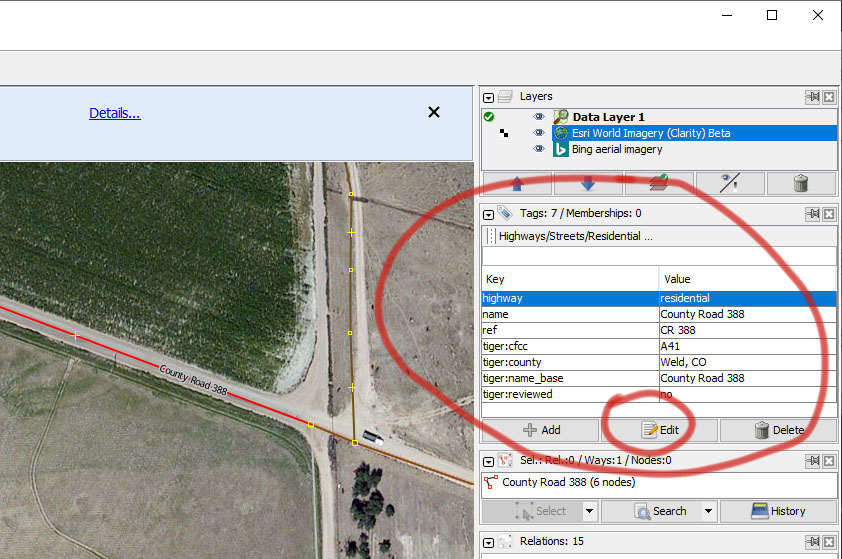 Details...
Layers
Data Layer 1
Esri World Imagery (Clarity) Beta
Bing aerial imagery
Tags: 7 / Memberships: 0
Highways/Streets/Residential ...
Key Value
highway residential
name County Road 388
ref CR 388
tiger:cfcc A41
tiger:county Weld, CO
tiger:name_base County Road 388
tiger:reviewed no
Add Edit Delete
County Road 388
Sel.: Rel.:0 / Ways:1 / Nodes:0
County Road 388 (6 nodes)
Select Search History
Relations: 15